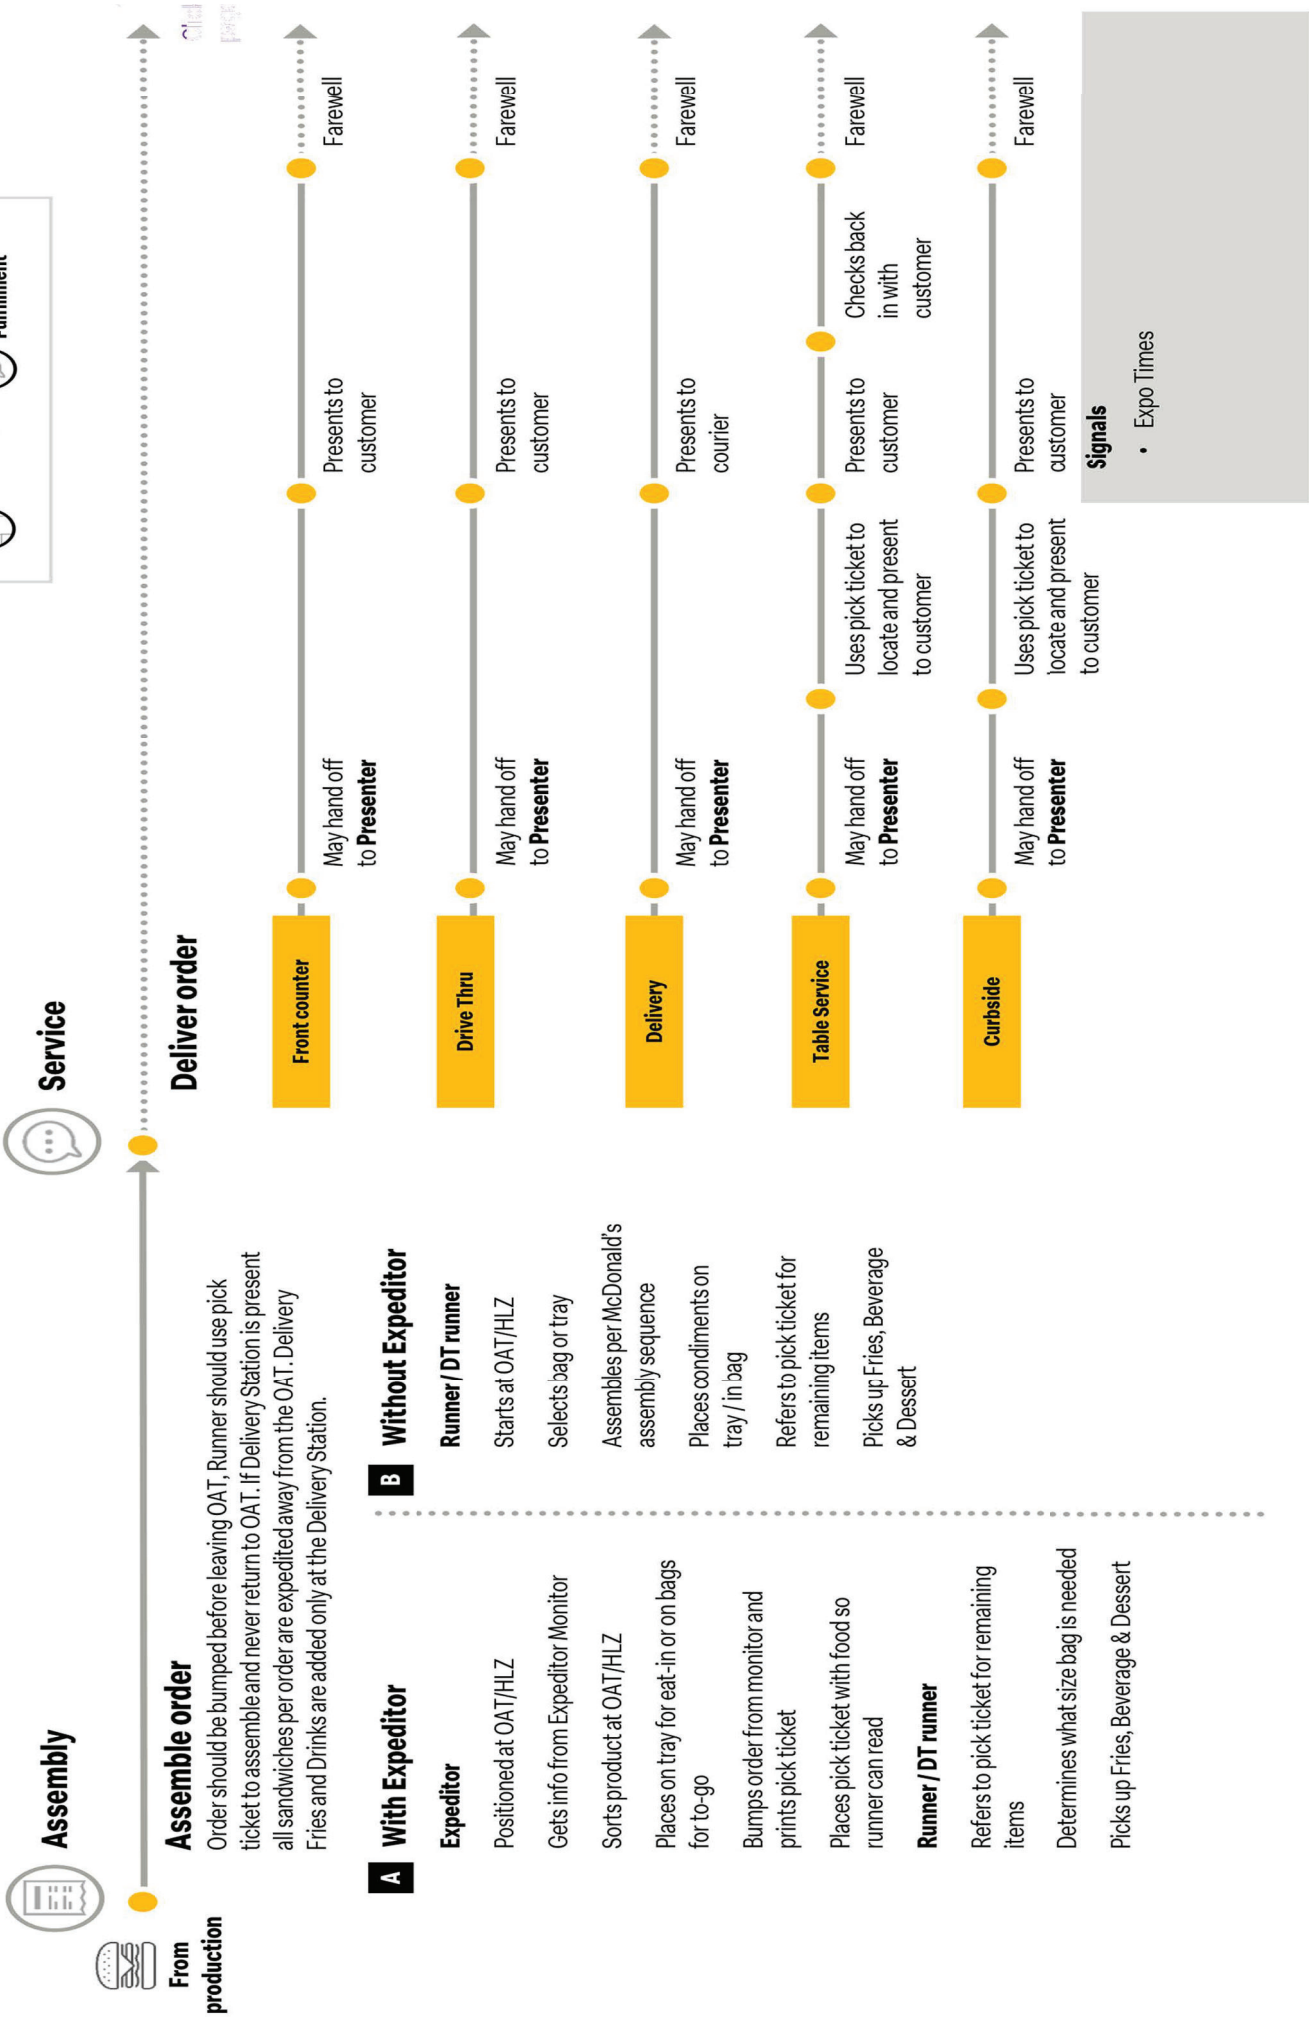 Fulfillment
Assembly
Service
From
production
Assemble order
Order should be bumped before leaving OAT, Runner should use pick
ticket to assemble and never return to OAT. If Delivery Station is present
all sandwiches per order are expedited away from the OAT. Delivery
Fries and Drinks are added only at the Delivery Station.
A With Expeditor
Expeditor
Positioned at OAT/HLZ
Gets info from Expeditor Monitor
Sorts product at OAT/HLZ
Places on tray for eat-in or on bags
for to-go
Bumps order from monitor and
prints pick ticket
Places pick ticket with food so
runner can read
Runner / DT runner
Refers to pick ticket for remaining
items
Determines what size bag is needed
Picks up Fries, Beverage & Dessert
B Without Expeditor
Runner / DT runner
Starts at OAT/HLZ
Selects bag or tray
Assembles per McDonald's
assembly sequence
Places condiments on
tray / in bag
Refers to pick ticket for
remaining items
Picks up Fries, Beverage
& Dessert
Deliver order
Front counter
May hand off
to Presenter
Presents to
customer
Farewell
Drive Thru
May hand off
to Presenter
Presents to
customer
Farewell
Delivery
May hand off
to Presenter
Presents to
courier
Farewell
Table Service
May hand off
to Presenter
Uses pick ticket to
locate and present
to customer
Presents to
customer
Checks back
in with
customer
Farewell
Curbside
May hand off
to Presenter
Uses pick ticket to
locate and present
to customer
Presents to
customer
Farewell
Signals
• Expo Times